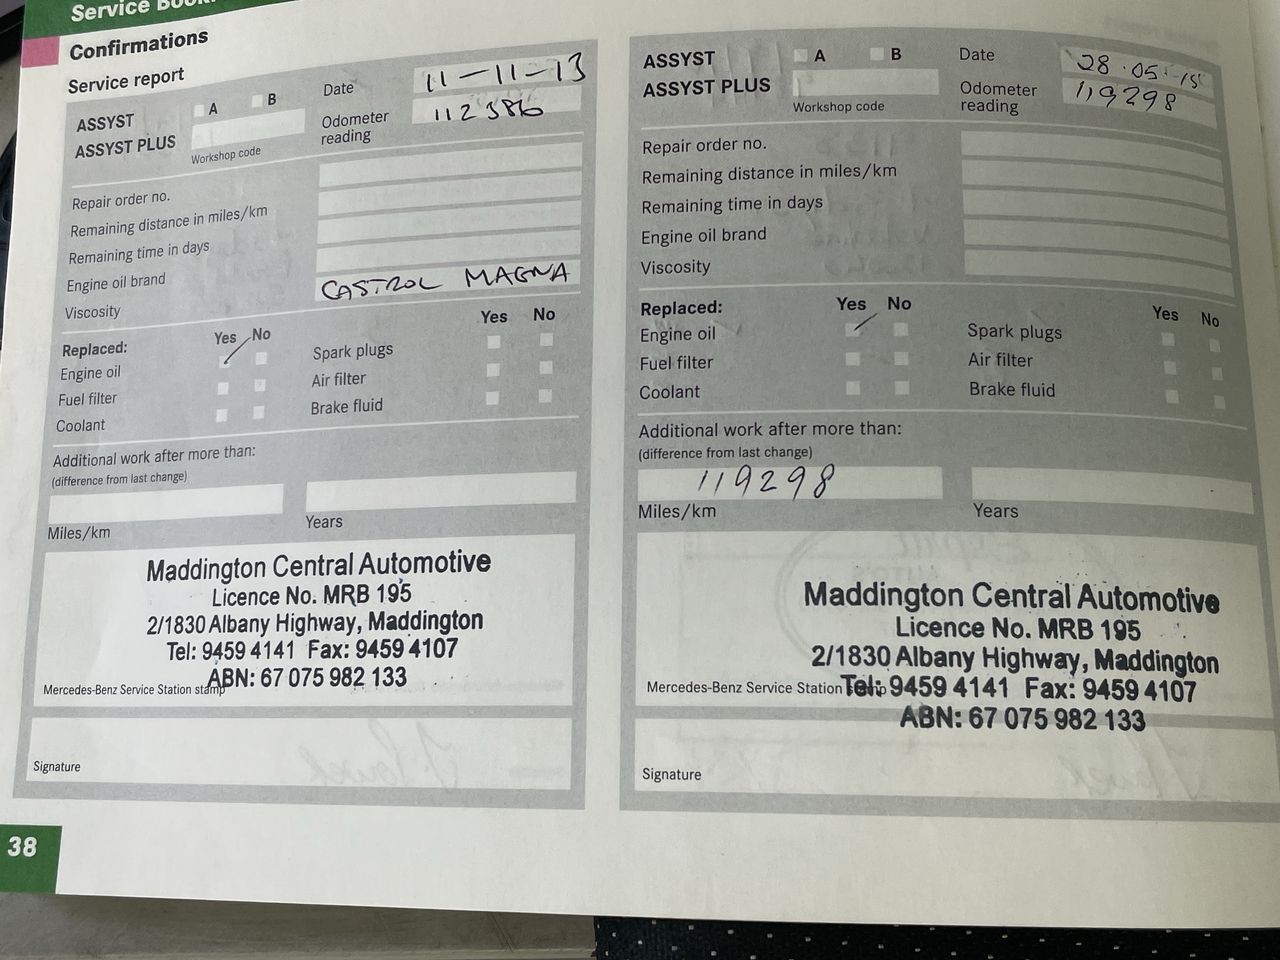 Service Book
Confirmations
Service report
ASSYST
ASSYST PLUS
A
B
Workshop code
Date
11-11-13
Odometer reading
112386
Repair order no.
Remaining distance in miles/km
Remaining time in days
Engine oil brand
Viscosity
CASTROL MAGNA
Replaced:
Yes No
Engine oil
Fuel filter
Coolant
Yes No
Spark plugs
Air filter
Brake fluid
Additional work after more than:
(difference from last change)
Miles/km
Years
Maddington Central Automotive
Licence No. MRB 195
2/1830 Albany Highway, Maddington
Tel: 9459 4141 Fax: 9459 4107
ABN: 67 075 982 133
Mercedes-Benz Service Station stamp
Signature
38
ASSYST
ASSYST PLUS
A
B
Workshop code
Date
28.05.15
Odometer reading
119298
Repair order no.
Remaining distance in miles/km
Remaining time in days
Engine oil brand
Viscosity
Replaced:
Yes No
Engine oil
Fuel filter
Coolant
Yes No
Spark plugs
Air filter
Brake fluid
Additional work after more than:
(difference from last change)
119298
Miles/km
Years
Maddington Central Automotive
Licence No. MRB 195
2/1830 Albany Highway, Maddington
Tel: 9459 4141 Fax: 9459 4107
ABN: 67 075 982 133
Mercedes-Benz Service Station stamp
Signature